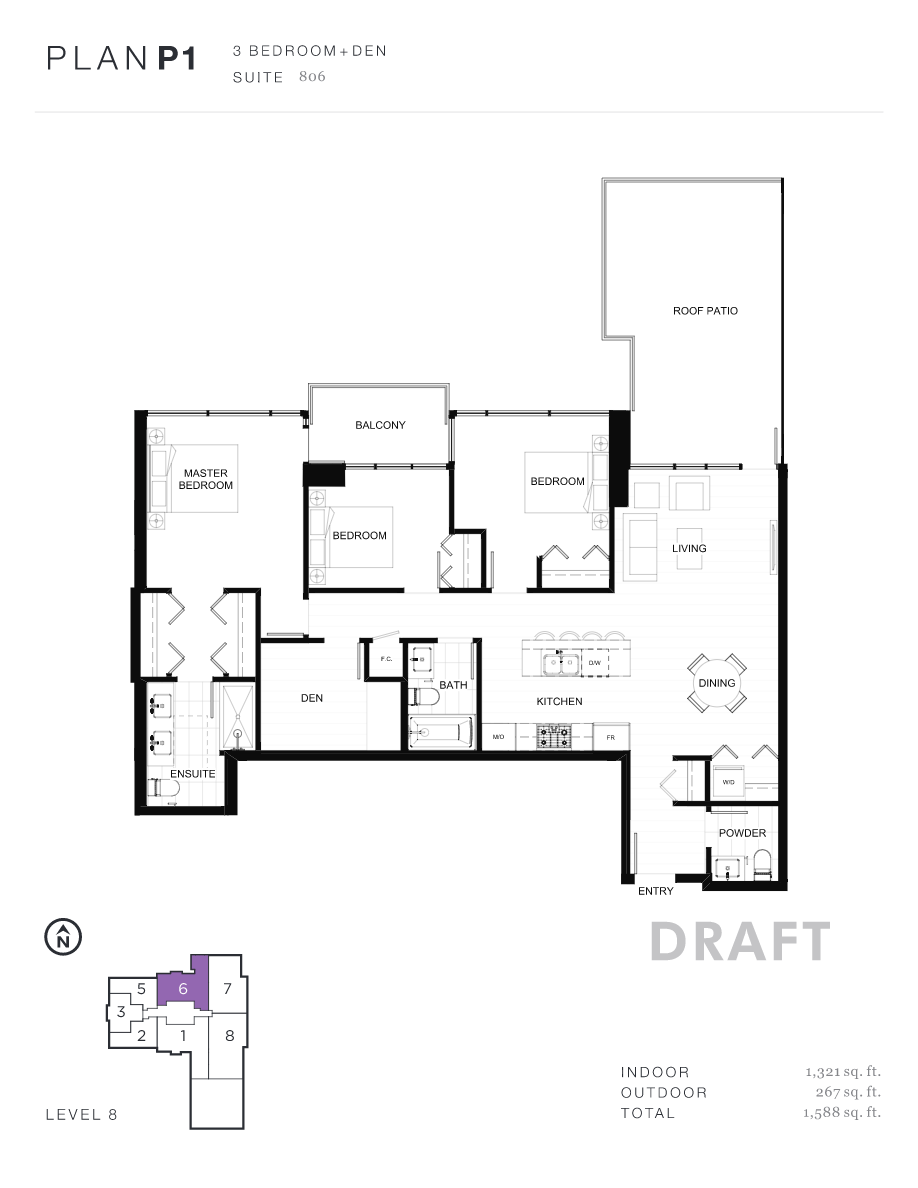 PLAN P1
3 BEDROOM+DEN
SUITE 806
ROOF PATIO
BALCONY
MASTER
BEDROOM
BEDROOM
BEDROOM
LIVING
F.C.
D/W
BATH
DINING
DEN
KITCHEN
M/O
FR
ENSUITE
W/D
POWDER
ENTRY
N
DRAFT
5
6
7
3
2
1
8
LEVEL 8
INDOOR 1,321 sq. ft.
OUTDOOR 267 sq. ft.
TOTAL 1,588 sq. ft.